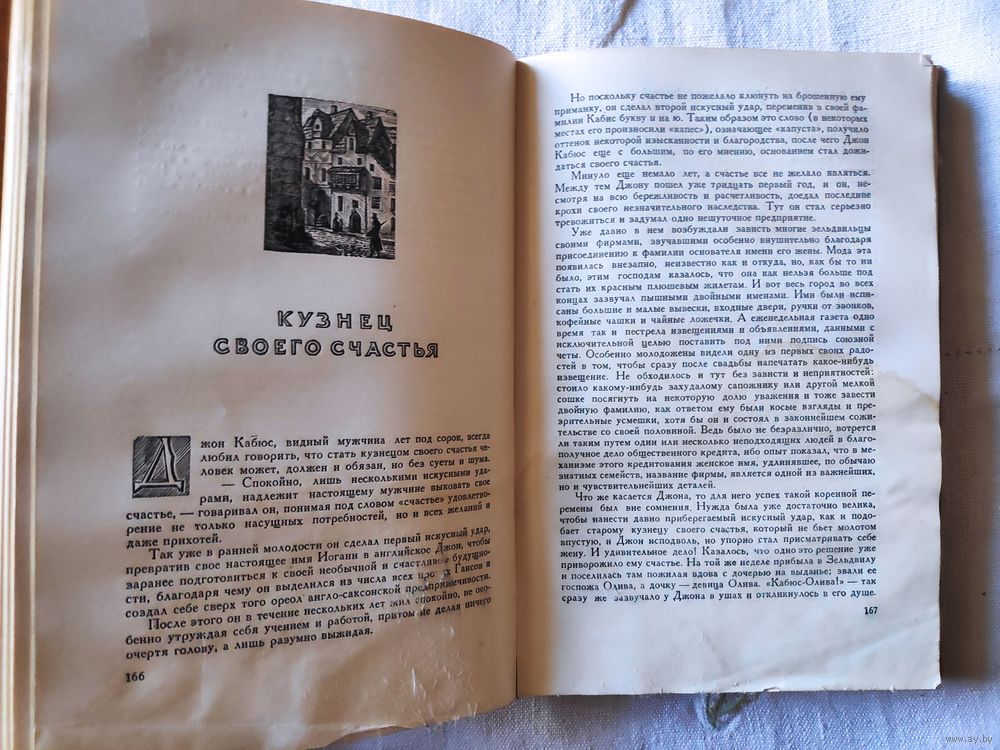 КУЗНЕЦ
СВОЕГО СЧАСТЬЯ
Джон Кабюс, видный мужчина лет под сорок, всегда
любил говорить, что стать кузнецом своего счастья че-
ловек может, должен и обязан, но без суеты и шума.
— Спокойно, лишь несколькими искусными уда-
рами, надлежит настоящему мужчине выковать свое
счастье, — говаривал он, понимая под словом «счастье» удовлетво-
рение не только насущных потребностей, но и всех желаний и
даже прихотей.
Так уже в ранней молодости он сделал первый искусный удар,
превратив свое настоящее имя Иоганн в английское Джон, чтобы
заранее подготовиться к своей необычной и счастливой будущно-
сти, благодаря чему он выделился из числа всех Гансов и
создал себе сверх того ореол англо-саксонской предприимчивости.
После этого он в течение нескольких лет жил спокойно, не осо-
бенно утруждая себя учением и работой, притом не делая ничего
очертя голову, а лишь разумно выжидая.
166
Но поскольку счастье не пожелало клюнуть на брошенную ему
приманку, он сделал второй искусный удар, переменив в своей фа-
милии Кабис букву и на ю. Таким образом это слово (в некоторых
местах его произносили «капес»), означающее «капуста», получило
оттенок некоторой изысканности и благородства, после чего Джон
Кабюс еще с большим, по его мнению, основанием стал дожи-
даться своего счастья.
Минуло еще немало лет, а счастье все не желало являться.
Между тем Джону пошел уже тридцать первый год, и он, не-
смотря на всю бережливость и расчетливость, доедал последние
крохи своего незначительного наследства. Тут он стал серьезно
тревожиться и задумал одно нешуточное предприятие.
Уже давно в нем возбуждали зависть многие зельдвильцы
своими фирмами, звучавшими особенно внушительно благодаря
присоединению к фамилии основателя имени его жены. Мода эта
появилась внезапно, неизвестно как и откуда, но, как бы то ни
было, этим господам казалось, что она как нельзя больше под
стать их красным плюшевым жилетам. И вот весь город во всех
концах зазвучал пышными двойными именами. Ими были испи-
саны большие и малые вывески, входные двери, ручки от звонков,
кофейные чашки и чайные ложечки. А еженедельная газета одно
время так и пестрела извещениями и объявлениями, данными с
исключительной целью поставить под ними подпись союзной
четы. Особенно молодожены видели одну из первых своих радо-
стей в том, чтобы сразу после свадьбы напечатать какое-нибудь
извещение. Не обходилось и тут без зависти и неприятностей:
стоило какому-нибудь захудалому сапожнику или другой мелкой
сошке посягнуть на некоторую долю уважения и тоже завести
двойную фамилию, как ответом ему были косые взгляды и пре-
зрительные усмешки, хотя бы он и состоял в законнейшем сожи-
тельстве со своей половиной. Ведь было не безразлично, вотрется
ли таким путем один или несколько неподходящих людей в благо-
получное дело общественного кредита, ибо опыт показал, что в ме-
ханизме этого кредитования женское имя, удлинявшее, по обычаю
знатных семейств, название фирмы, является одной из важнейших,
но и чувствительнейших деталей.
Что же касается Джона, то для него успех такой коренной пе-
ремены был вне сомнения. Нужда была уже достаточно велика,
чтобы нанести давно приберегаемый искусный удар, как и подо-
бает старому кузнецу своего счастья, который не бьет молотом
впустую, и Джон исподволь, но упорно стал присматривать себе
жену. И удивительное дело! Казалось, что одно это решение уже
приворожило ему счастье. На той же неделе прибыла в Зельдвилу
и поселилась там пожилая вдова с дочерью на выданье; звали ее
госпожа Олива, а дочку — девица Олива. «Кабюс-Олива!» — так
сразу же зазвучало у Джона в ушах и откликнулось в его душе.
167
www.ay.by